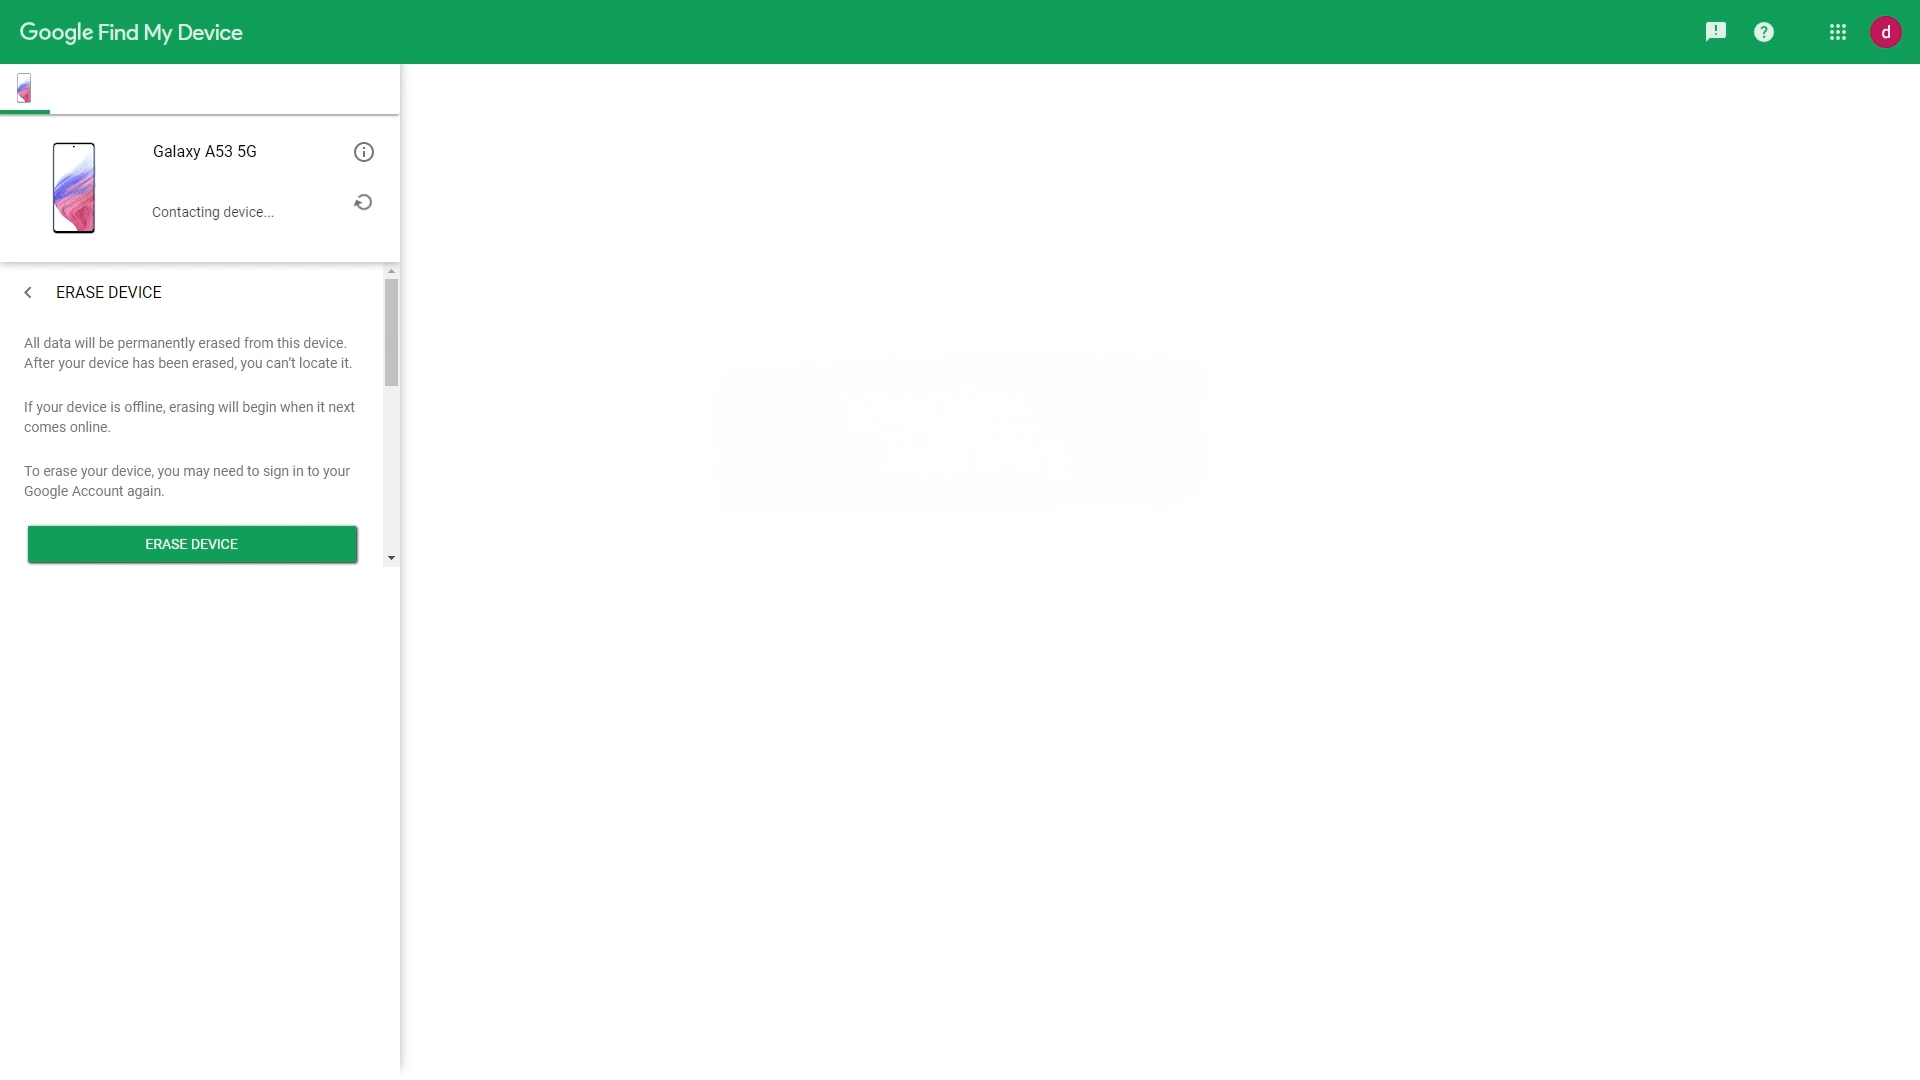 Google Find My Device
d
Galaxy A53 5G
Contacting device...
ERASE DEVICE
All data will be permanently erased from this device.
After your device has been erased, you can’t locate it.
If your device is offline, erasing will begin when it next
comes online.
To erase your device, you may need to sign in to your
Google Account again.
ERASE DEVICE